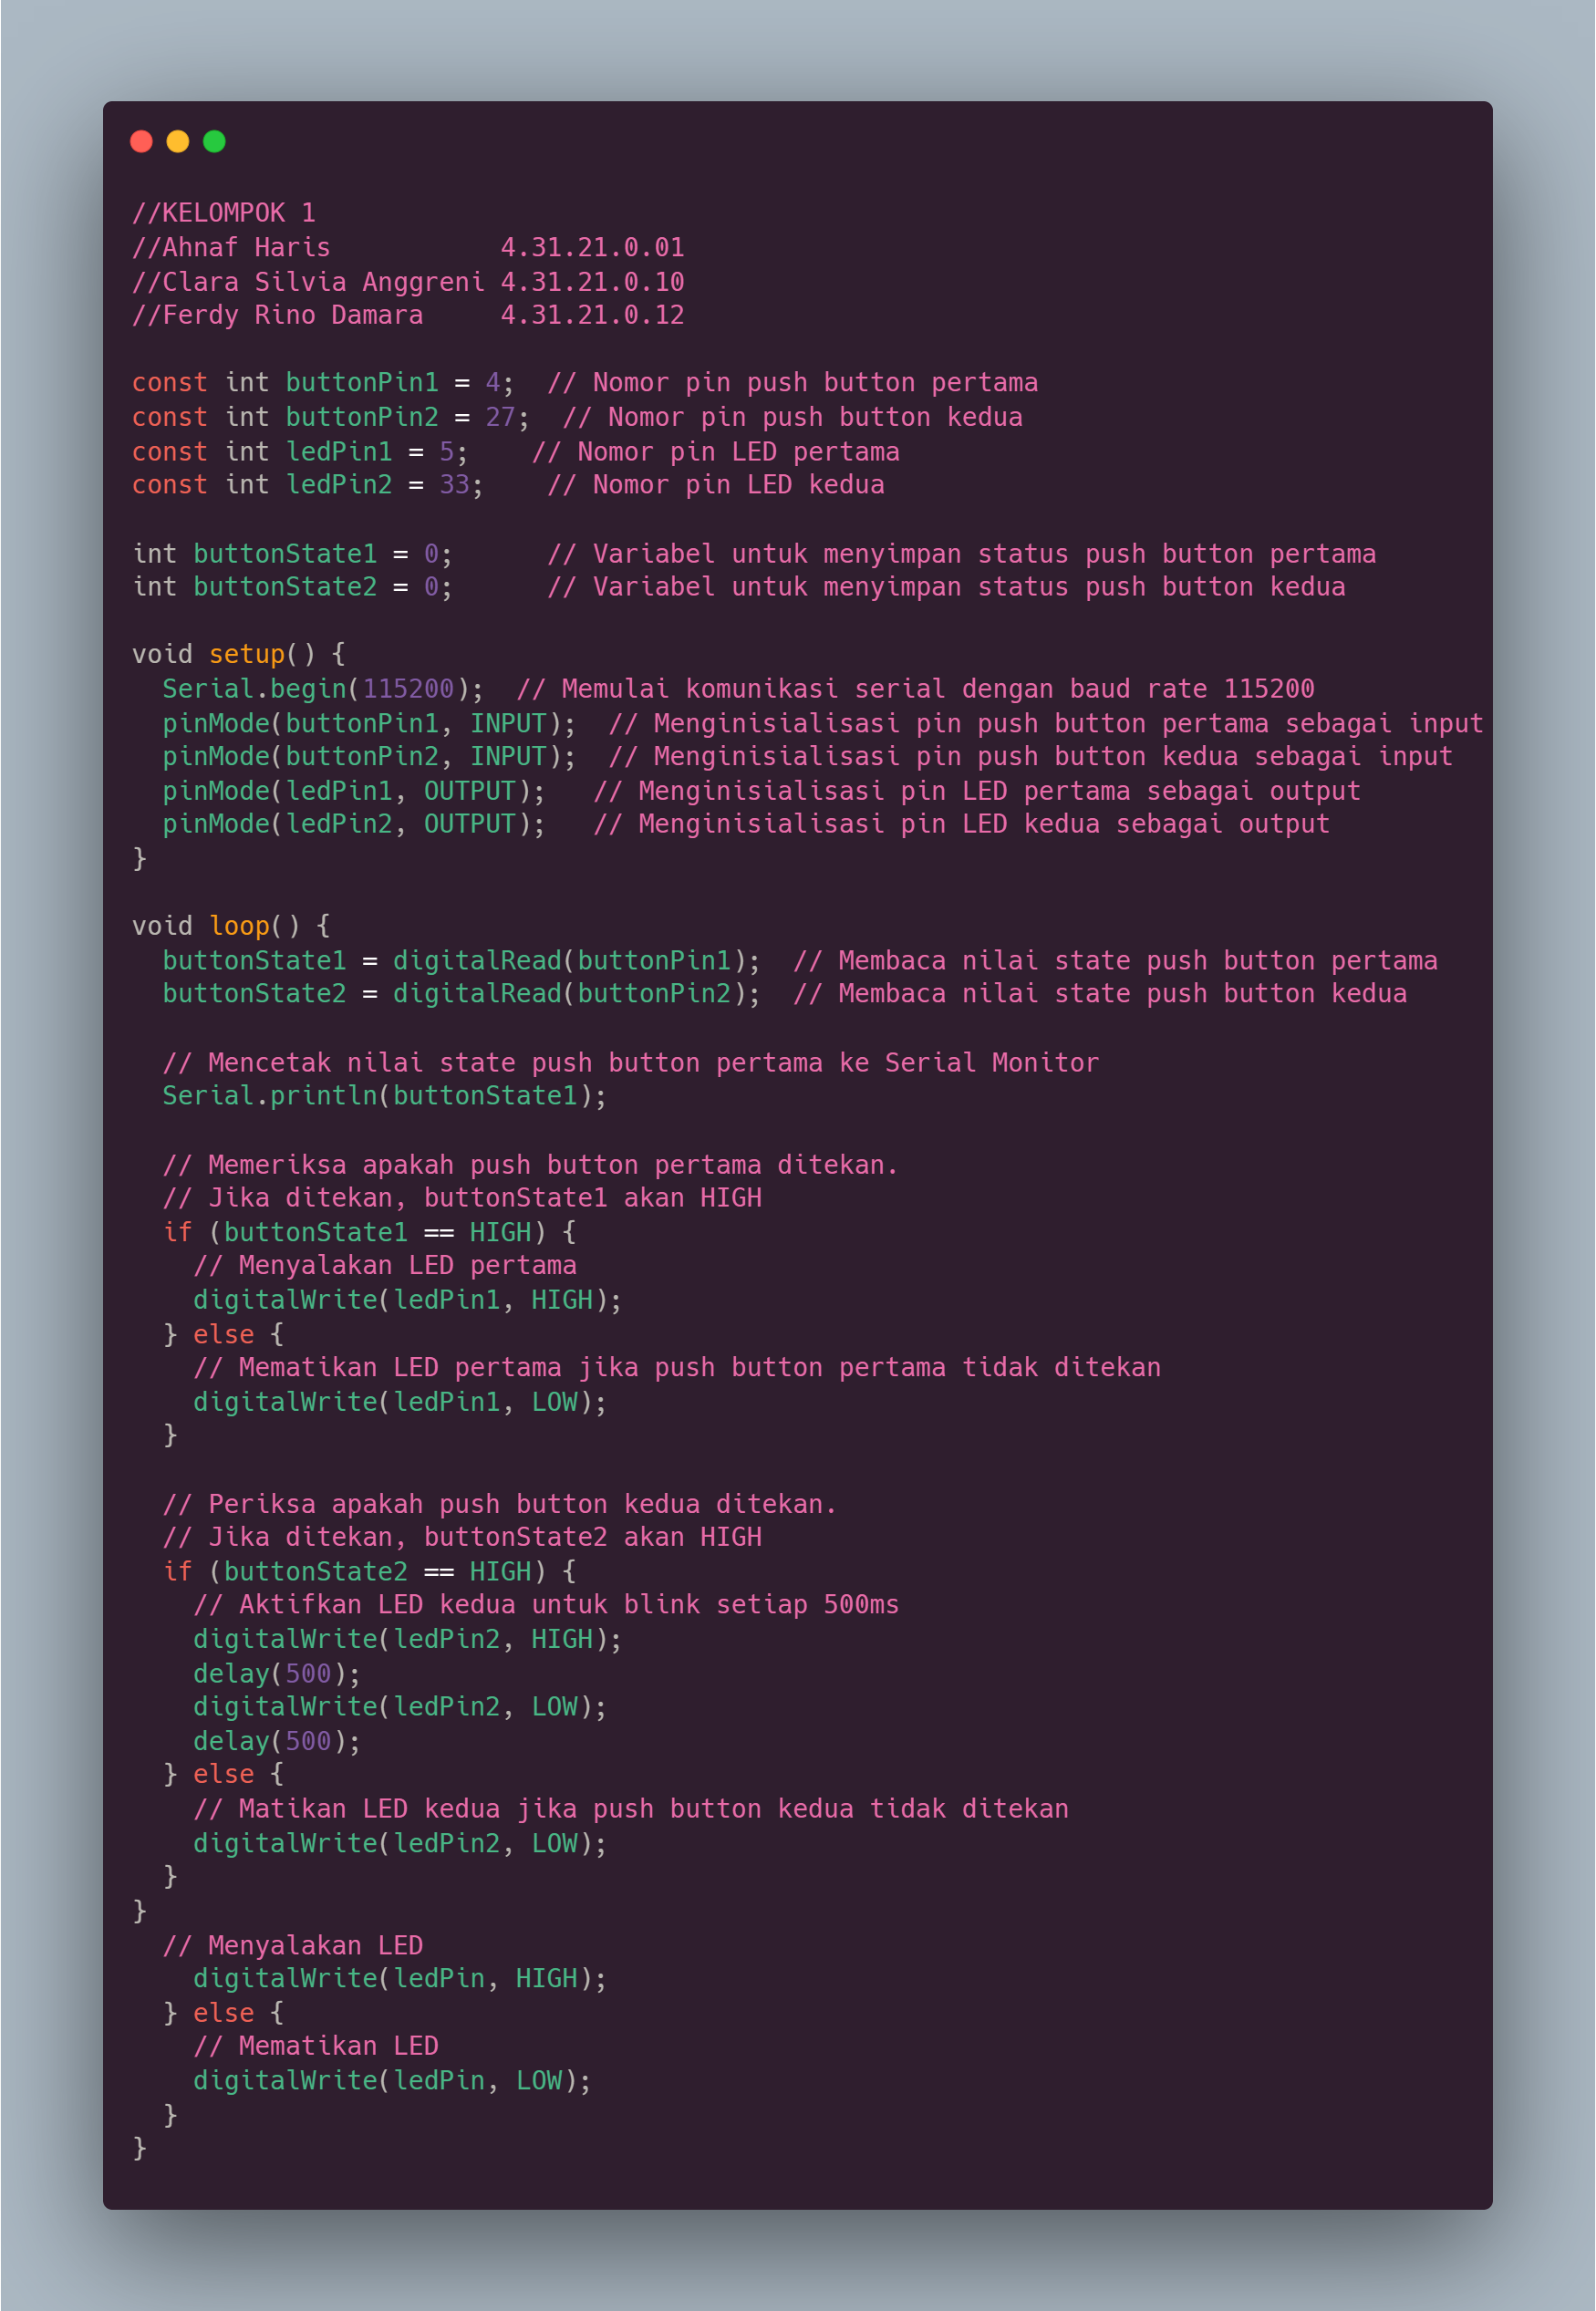 //KELOMPOK 1
//Ahnaf Haris           4.31.21.0.01
//Clara Silvia Anggreni 4.31.21.0.10
//Ferdy Rino Damara     4.31.21.0.12

const int buttonPin1 = 4;  // Nomor pin push button pertama
const int buttonPin2 = 27;  // Nomor pin push button kedua
const int ledPin1 = 5;    // Nomor pin LED pertama
const int ledPin2 = 33;    // Nomor pin LED kedua

int buttonState1 = 0;      // Variabel untuk menyimpan status push button pertama
int buttonState2 = 0;      // Variabel untuk menyimpan status push button kedua

void setup() {
  Serial.begin(115200);  // Memulai komunikasi serial dengan baud rate 115200
  pinMode(buttonPin1, INPUT);  // Menginisialisasi pin push button pertama sebagai input
  pinMode(buttonPin2, INPUT);  // Menginisialisasi pin push button kedua sebagai input
  pinMode(ledPin1, OUTPUT);   // Menginisialisasi pin LED pertama sebagai output
  pinMode(ledPin2, OUTPUT);   // Menginisialisasi pin LED kedua sebagai output
}

void loop() {
  buttonState1 = digitalRead(buttonPin1);  // Membaca nilai state push button pertama
  buttonState2 = digitalRead(buttonPin2);  // Membaca nilai state push button kedua

  // Mencetak nilai state push button pertama ke Serial Monitor
  Serial.println(buttonState1);

  // Memeriksa apakah push button pertama ditekan.
  // Jika ditekan, buttonState1 akan HIGH
  if (buttonState1 == HIGH) {
    // Menyalakan LED pertama
    digitalWrite(ledPin1, HIGH);
  } else {
    // Mematikan LED pertama jika push button pertama tidak ditekan
    digitalWrite(ledPin1, LOW);
  }

  // Periksa apakah push button kedua ditekan.
  // Jika ditekan, buttonState2 akan HIGH
  if (buttonState2 == HIGH) {
    // Aktifkan LED kedua untuk blink setiap 500ms
    digitalWrite(ledPin2, HIGH);
    delay(500);
    digitalWrite(ledPin2, LOW);
    delay(500);
  } else {
    // Matikan LED kedua jika push button kedua tidak ditekan
    digitalWrite(ledPin2, LOW);
  }
}
  // Menyalakan LED
    digitalWrite(ledPin, HIGH);
  } else {
    // Mematikan LED
    digitalWrite(ledPin, LOW);
  }
}